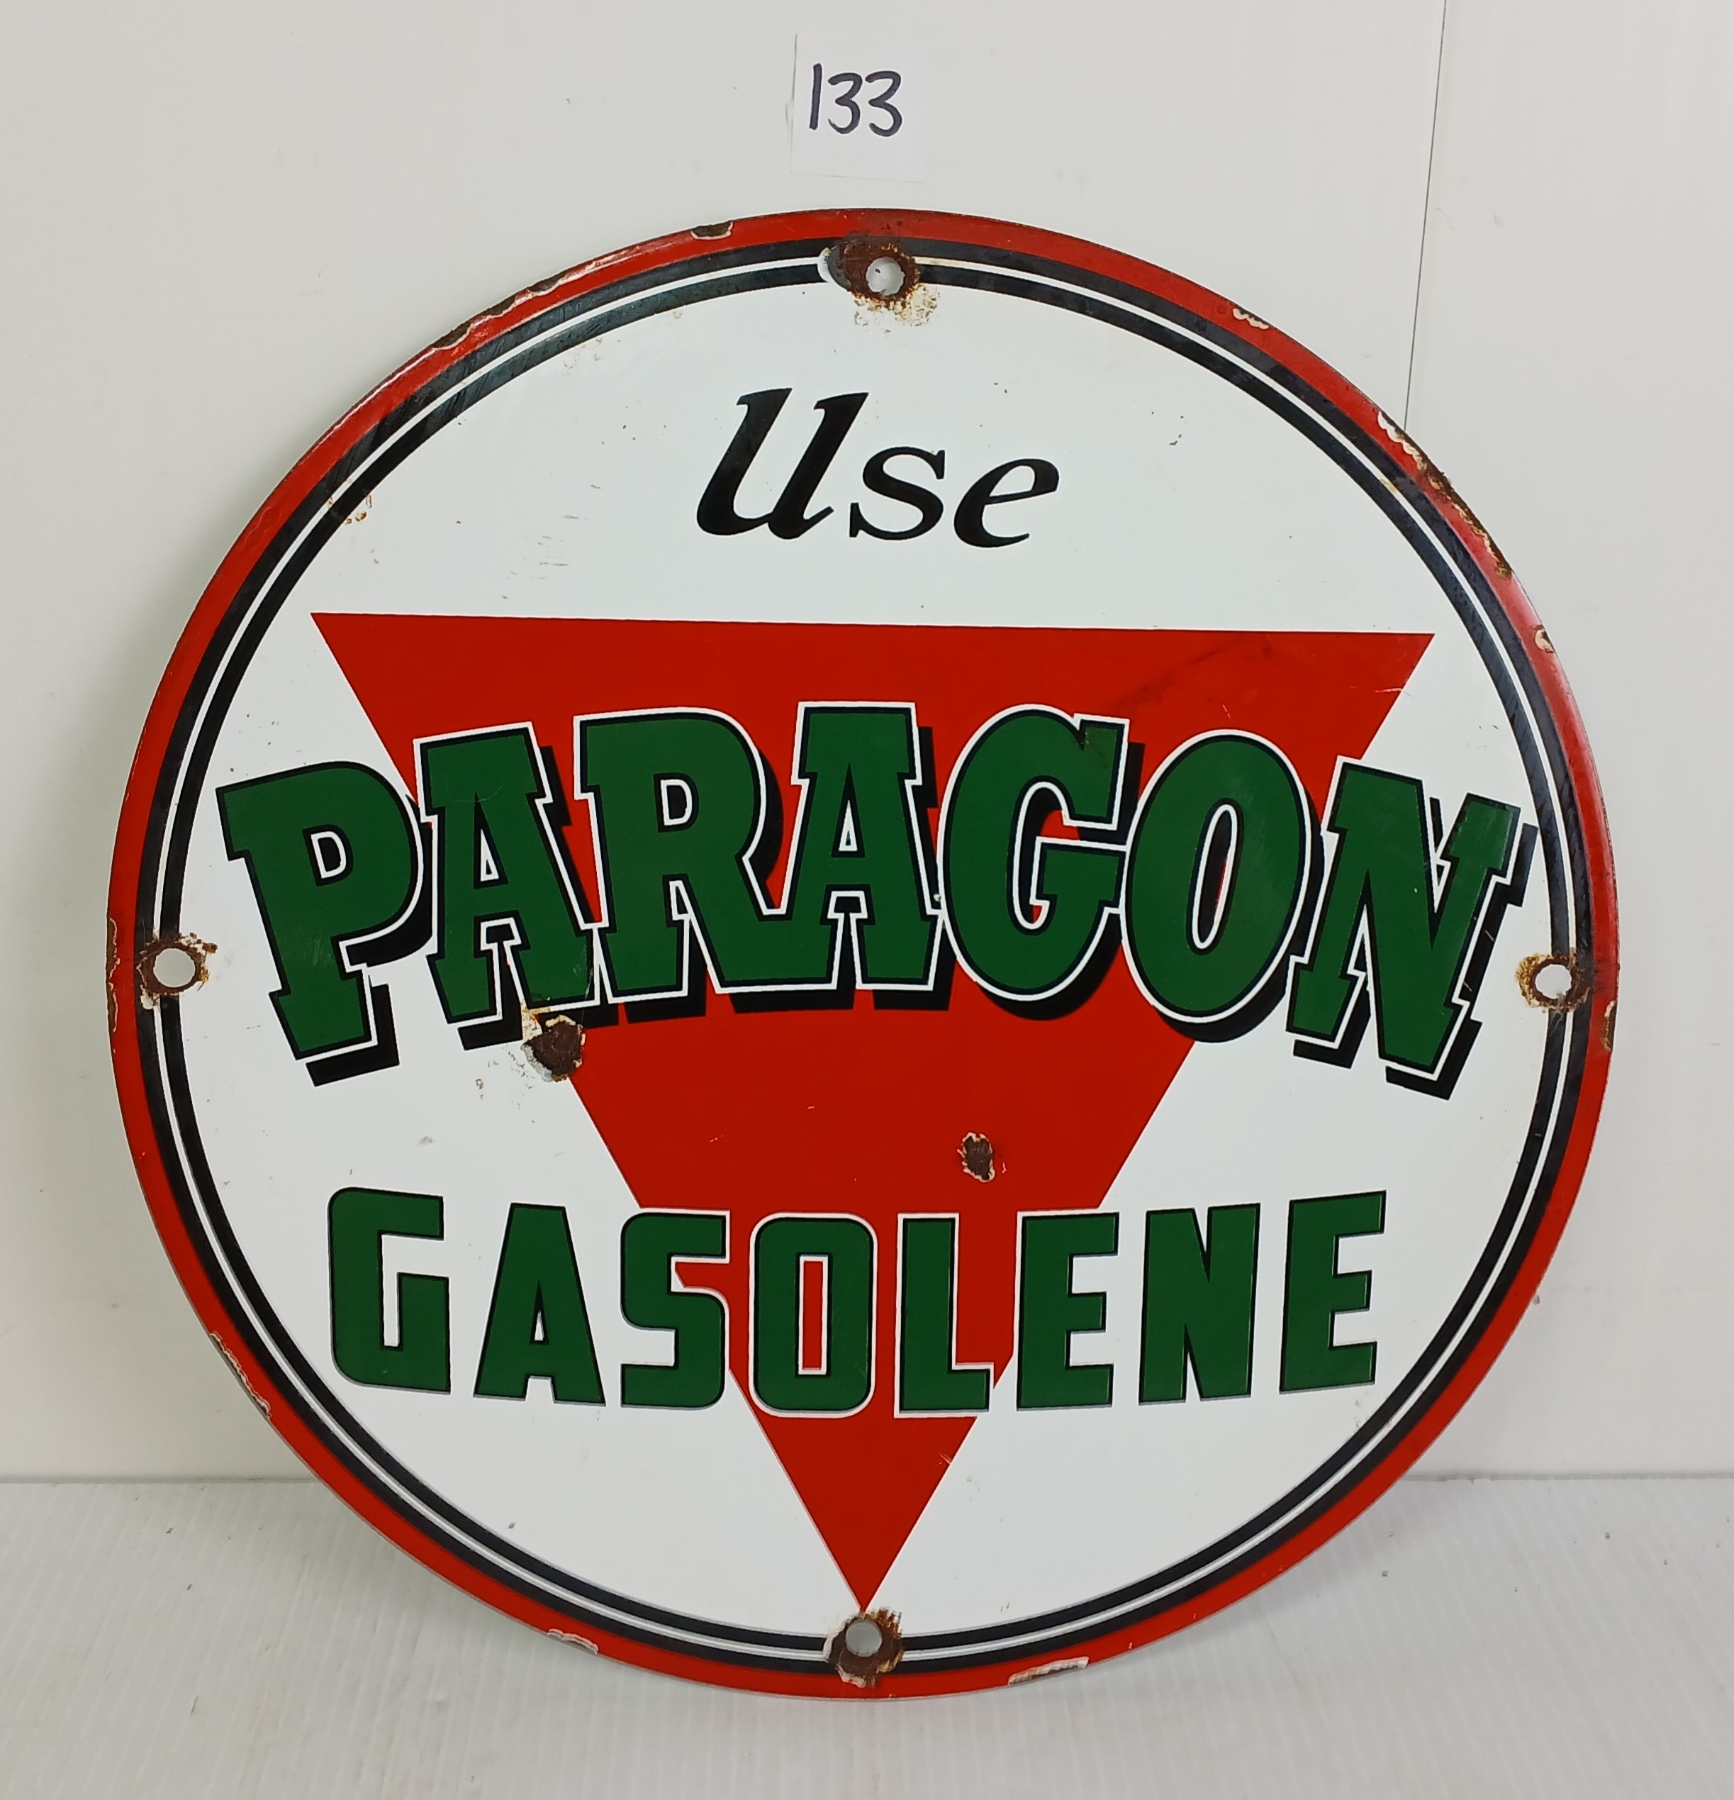 133
Use
PARAGON
GASOLENE